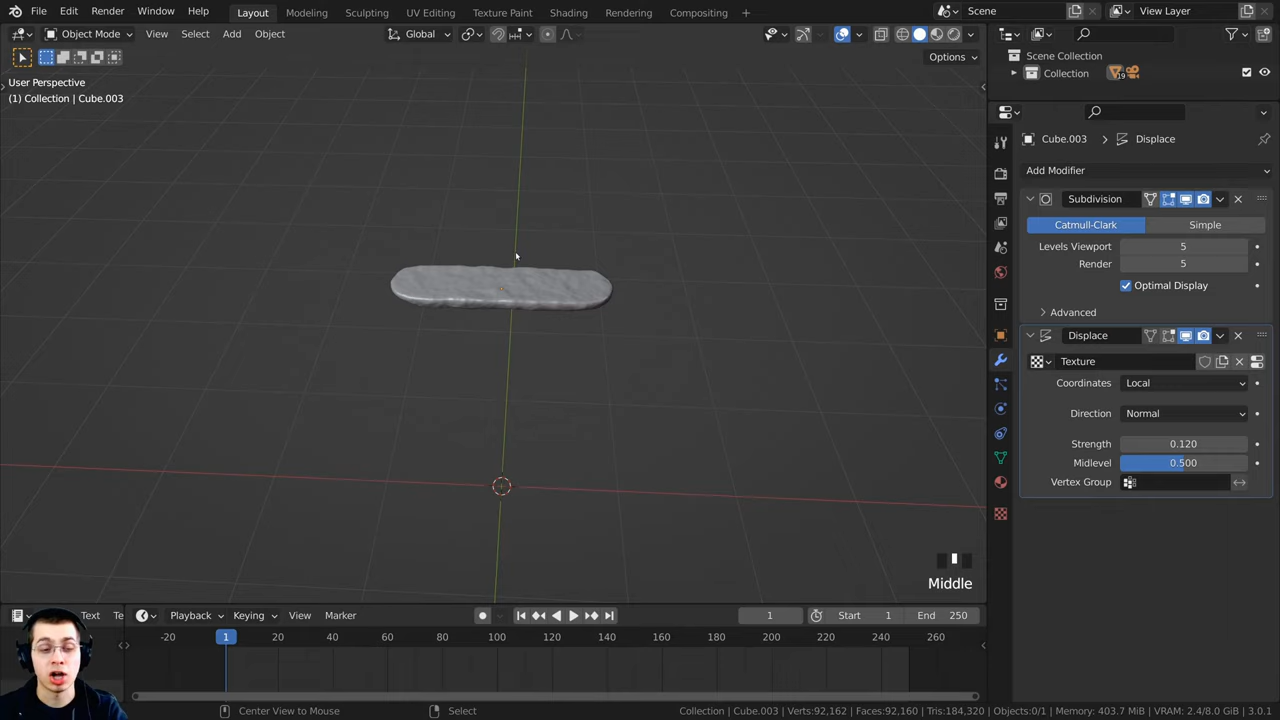 File Edit Render Window Help Layout Modeling Sculpting UV Editing Texture Paint Shading Rendering Compositing + Scene View Layer
Object Mode View Select Add Object Global
Options
User Perspective
(1) Collection | Cube.003
Scene Collection
Collection 19
Cube.003 > Displace
Add Modifier
Subdivision
Catmull-Clark Simple
Levels Viewport 5
Render 5
Optimal Display
Advanced
Displace
Texture
Coordinates Local
Direction Normal
Strength 0.120
Midlevel 0.500
Vertex Group
Middle
Text Te Playback Keying View Marker 1 Start 1 End 250
-20 1 20 40 60 80 100 120 140 160 180 200 220 240 260
Center View to Mouse Select Collection | Cube.003 | Verts:92,162 | Faces:92,160 | Tris:184,320 | Objects:0/1 | Memory: 403.7 MiB | VRAM: 2.4/8.0 GiB | 3.0.1